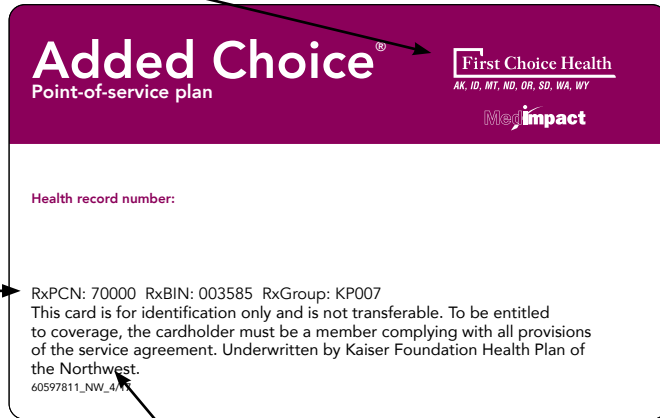 Added Choice®
Point-of-service plan
First Choice Health
AK, ID, MT, ND, OR, SD, WA, WY
MedImpact
Health record number:
RxPCN: 70000 RxBIN: 003585 RxGroup: KP007
This card is for identification only and is not transferable. To be entitled
to coverage, the cardholder must be a member complying with all provisions
of the service agreement. Underwritten by Kaiser Foundation Health Plan of
the Northwest.
60597811_NW_4/17